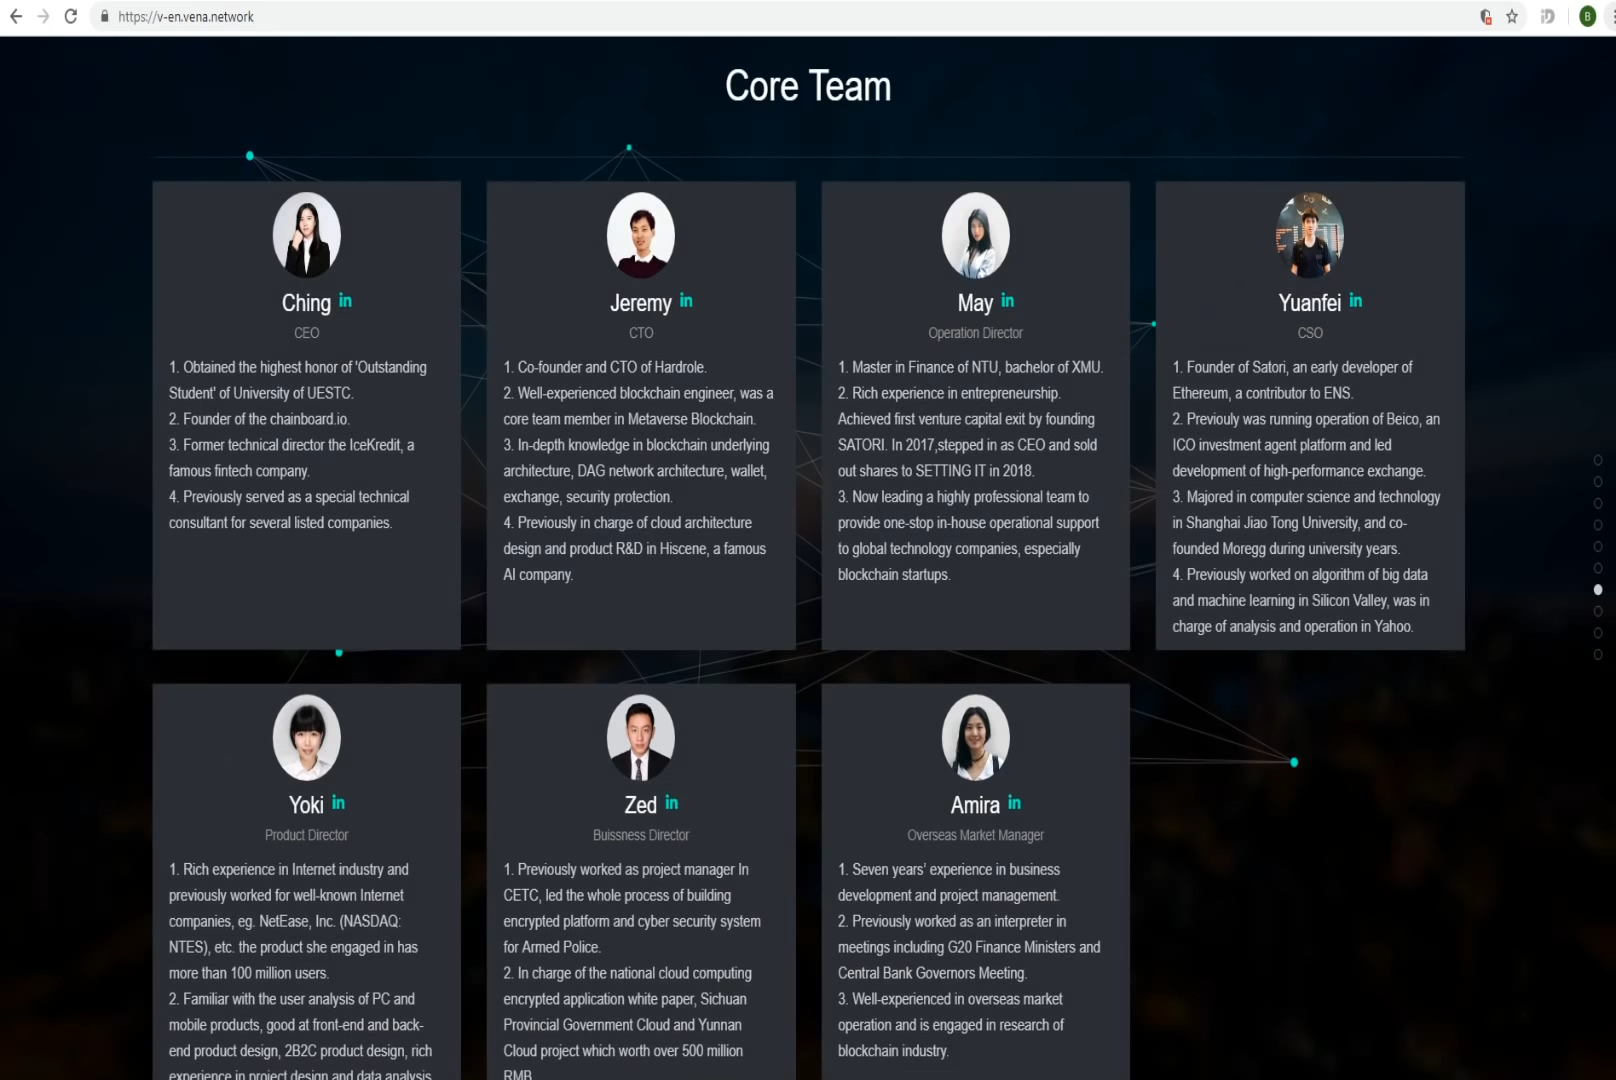 https://v-en.vena.network
B
Core Team
Ching in
CEO
1. Obtained the highest honor of 'Outstanding
Student' of University of UESTC.
2. Founder of the chainboard.io.
3. Former technical director the IceKredit, a
famous fintech company.
4. Previously served as a special technical
consultant for several listed companies.
Jeremy in
CTO
1. Co-founder and CTO of Hardrole.
2. Well-experienced blockchain engineer, was a
core team member in Metaverse Blockchain.
3. In-depth knowledge in blockchain underlying
architecture, DAG network architecture, wallet,
exchange, security protection.
4. Previously in charge of cloud architecture
design and product R&D in Hiscene, a famous
AI company.
May in
Operation Director
1. Master in Finance of NTU, bachelor of XMU.
2. Rich experience in entrepreneurship.
Achieved first venture capital exit by founding
SATORI. In 2017,stepped in as CEO and sold
out shares to SETTING IT in 2018.
3. Now leading a highly professional team to
provide one-stop in-house operational support
to global technology companies, especially
blockchain startups.
Yuanfei in
CSO
1. Founder of Satori, an early developer of
Ethereum, a contributor to ENS.
2. Previouly was running operation of Beico, an
ICO investment agent platform and led
development of high-performance exchange.
3. Majored in computer science and technology
in Shanghai Jiao Tong University, and co-
founded Moregg during university years.
4. Previously worked on algorithm of big data
and machine learning in Silicon Valley, was in
charge of analysis and operation in Yahoo.
Yoki in
Product Director
1. Rich experience in Internet industry and
previously worked for well-known Internet
companies, eg. NetEase, Inc. (NASDAQ:
NTES), etc. the product she engaged in has
more than 100 million users.
2. Familiar with the user analysis of PC and
mobile products, good at front-end and back-
end product design, 2B2C product design, rich
experience in project design and data analysis
Zed in
Buissness Director
1. Previously worked as project manager In
CETC, led the whole process of building
encrypted platform and cyber security system
for Armed Police.
2. In charge of the national cloud computing
encrypted application white paper, Sichuan
Provincial Government Cloud and Yunnan
Cloud project which worth over 500 million
RMB
Amira in
Overseas Market Manager
1. Seven years' experience in business
development and project management.
2. Previously worked as an interpreter in
meetings including G20 Finance Ministers and
Central Bank Governors Meeting.
3. Well-experienced in overseas market
operation and is engaged in research of
blockchain industry.